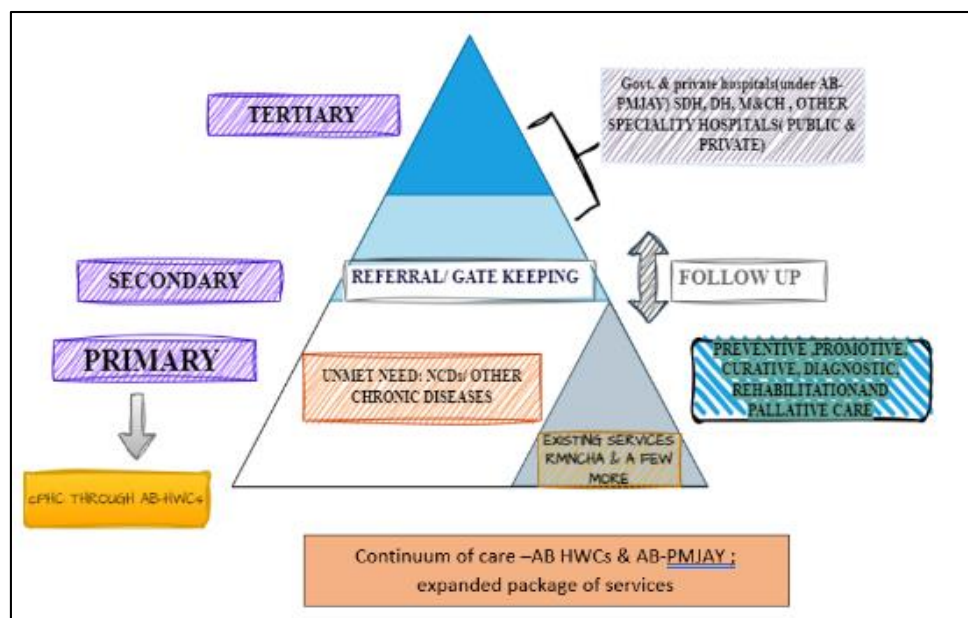 TERTIARY
Govt. & private hospitals(under AB-
PMJAY) SDH, DH, M&CH , OTHER
SPECIALITY HOSPITALS( PUBLIC &
PRIVATE)
SECONDARY
REFERRAL/ GATE KEEPING
FOLLOW UP
PRIMARY
UNMET NEED: NCDs/ OTHER
CHRONIC DISEASES
PREVENTIVE ,PROMOTIVE,
CURATIVE, DIAGNOSTIC,
REHABILITATIONAND
PALLATIVE CARE
EXISTING SERVICES
RMNCHA & A FEW
MORE
cPHC THROUGH AB-HWCs
Continuum of care –AB HWCs & AB-PMJAY ;
expanded package of services